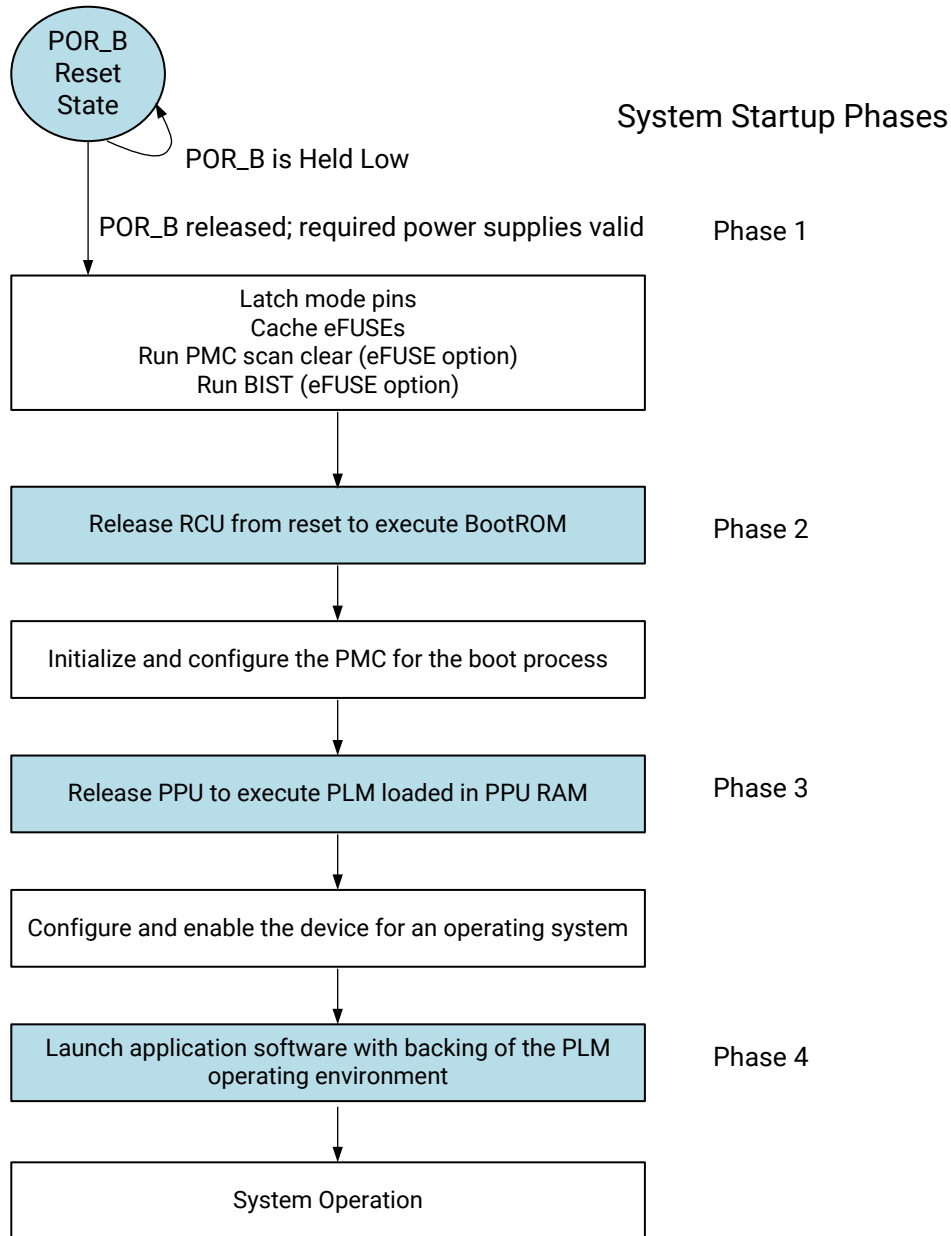 POR_B
Reset
State
System Startup Phases
POR_B is Held Low
POR_B released; required power supplies valid
Phase 1
Latch mode pins
Cache eFUSEs
Run PMC scan clear (eFUSE option)
Run BIST (eFUSE option)
Release RCU from reset to execute BootROM
Phase 2
Initialize and configure the PMC for the boot process
Release PPU to execute PLM loaded in PPU RAM
Phase 3
Configure and enable the device for an operating system
Launch application software with backing of the PLM
operating environment
Phase 4
System Operation